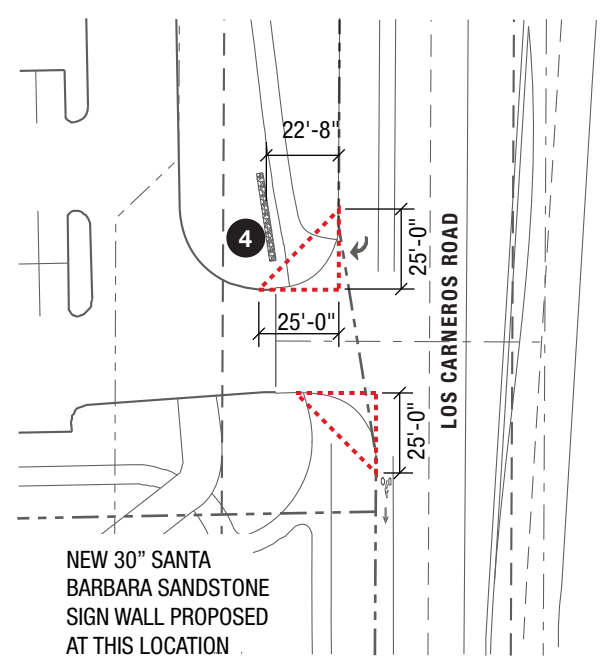 22'-8"
4
25'-0"
25'-0"
LOS CARNEROS ROAD
25'-0"
NEW 30” SANTA
BARBARA SANDSTONE
SIGN WALL PROPOSED
AT THIS LOCATION